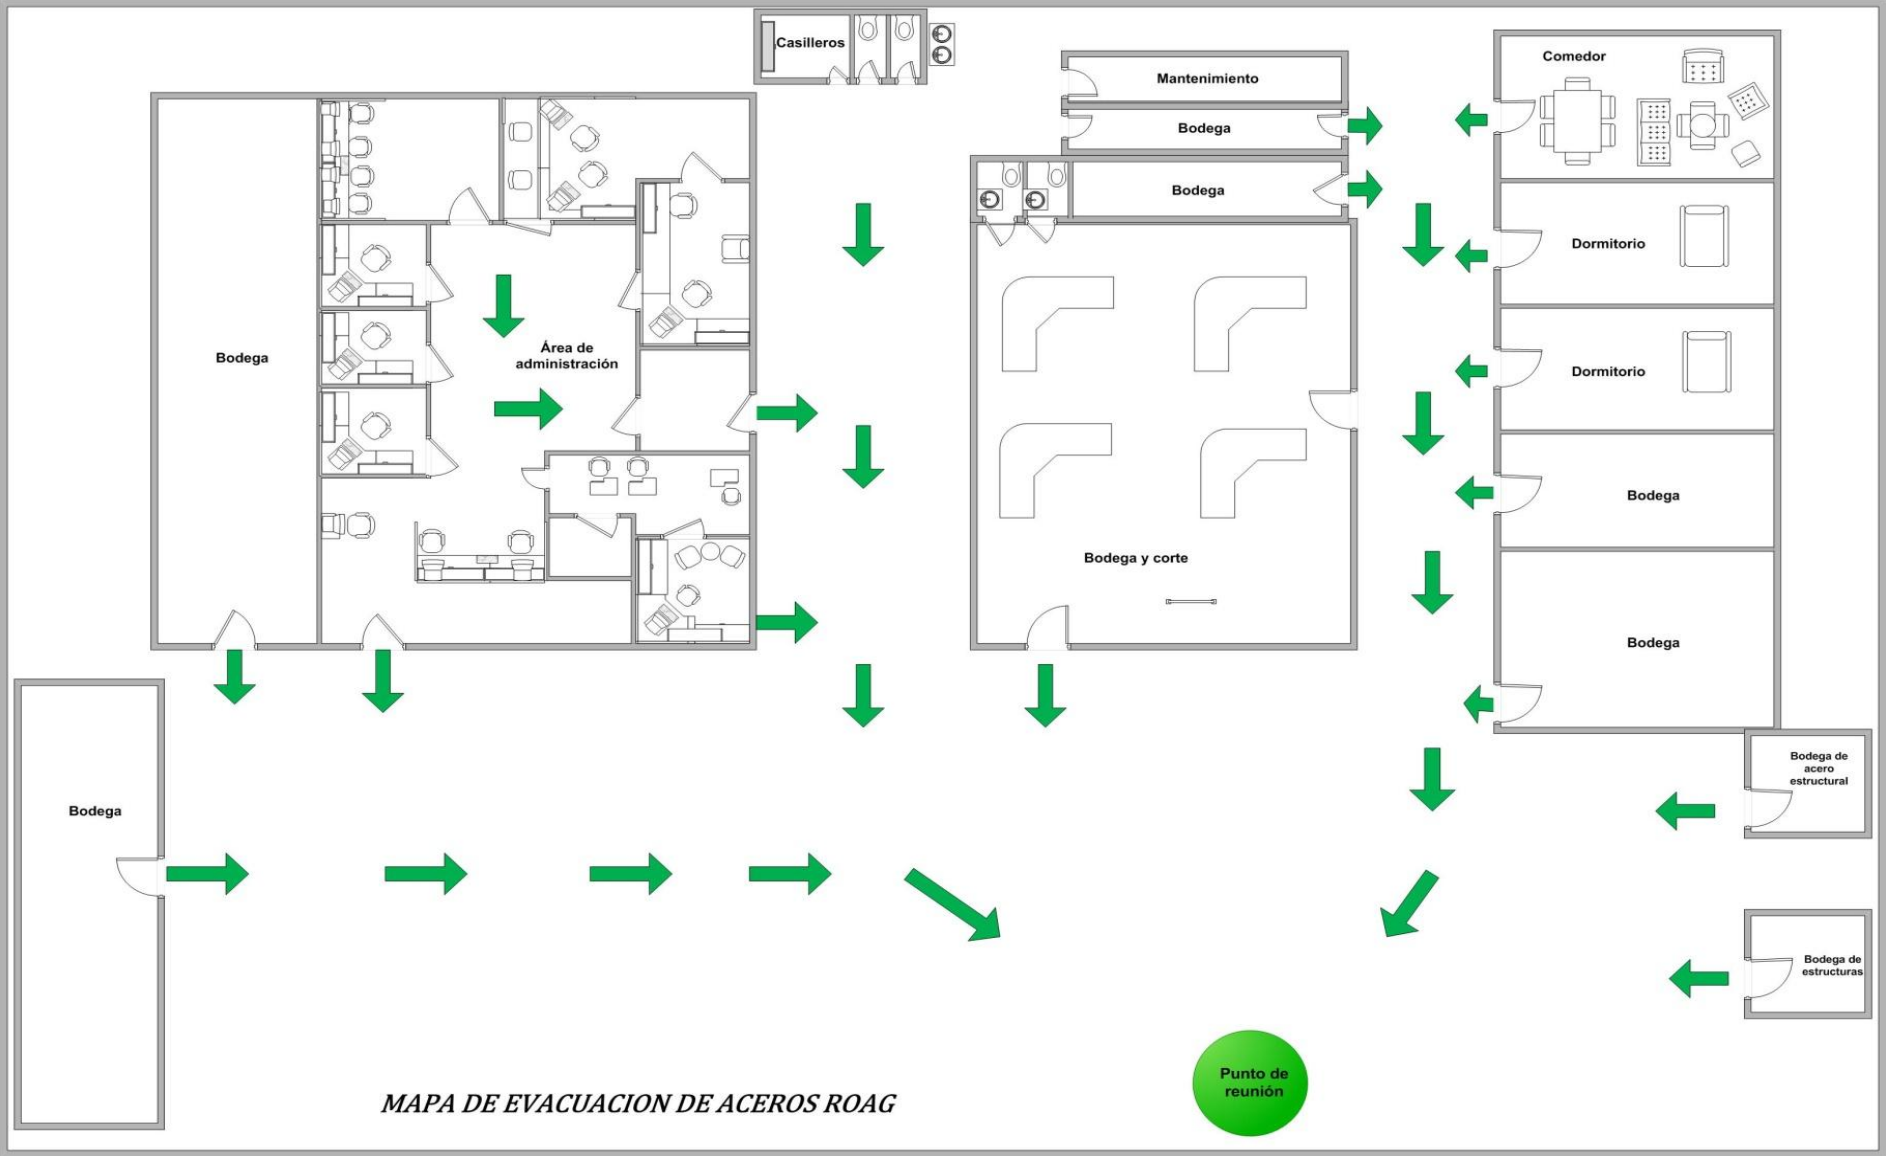 Casilleros
Mantenimiento
Bodega
Bodega
Comedor
Dormitorio
Dormitorio
Bodega
Bodega
Bodega
Área de
administración
Bodega y corte
Bodega
Bodega de
acero
estructural
Bodega de
estructuras
Punto de
reunión
MAPA DE EVACUACION DE ACEROS ROAG